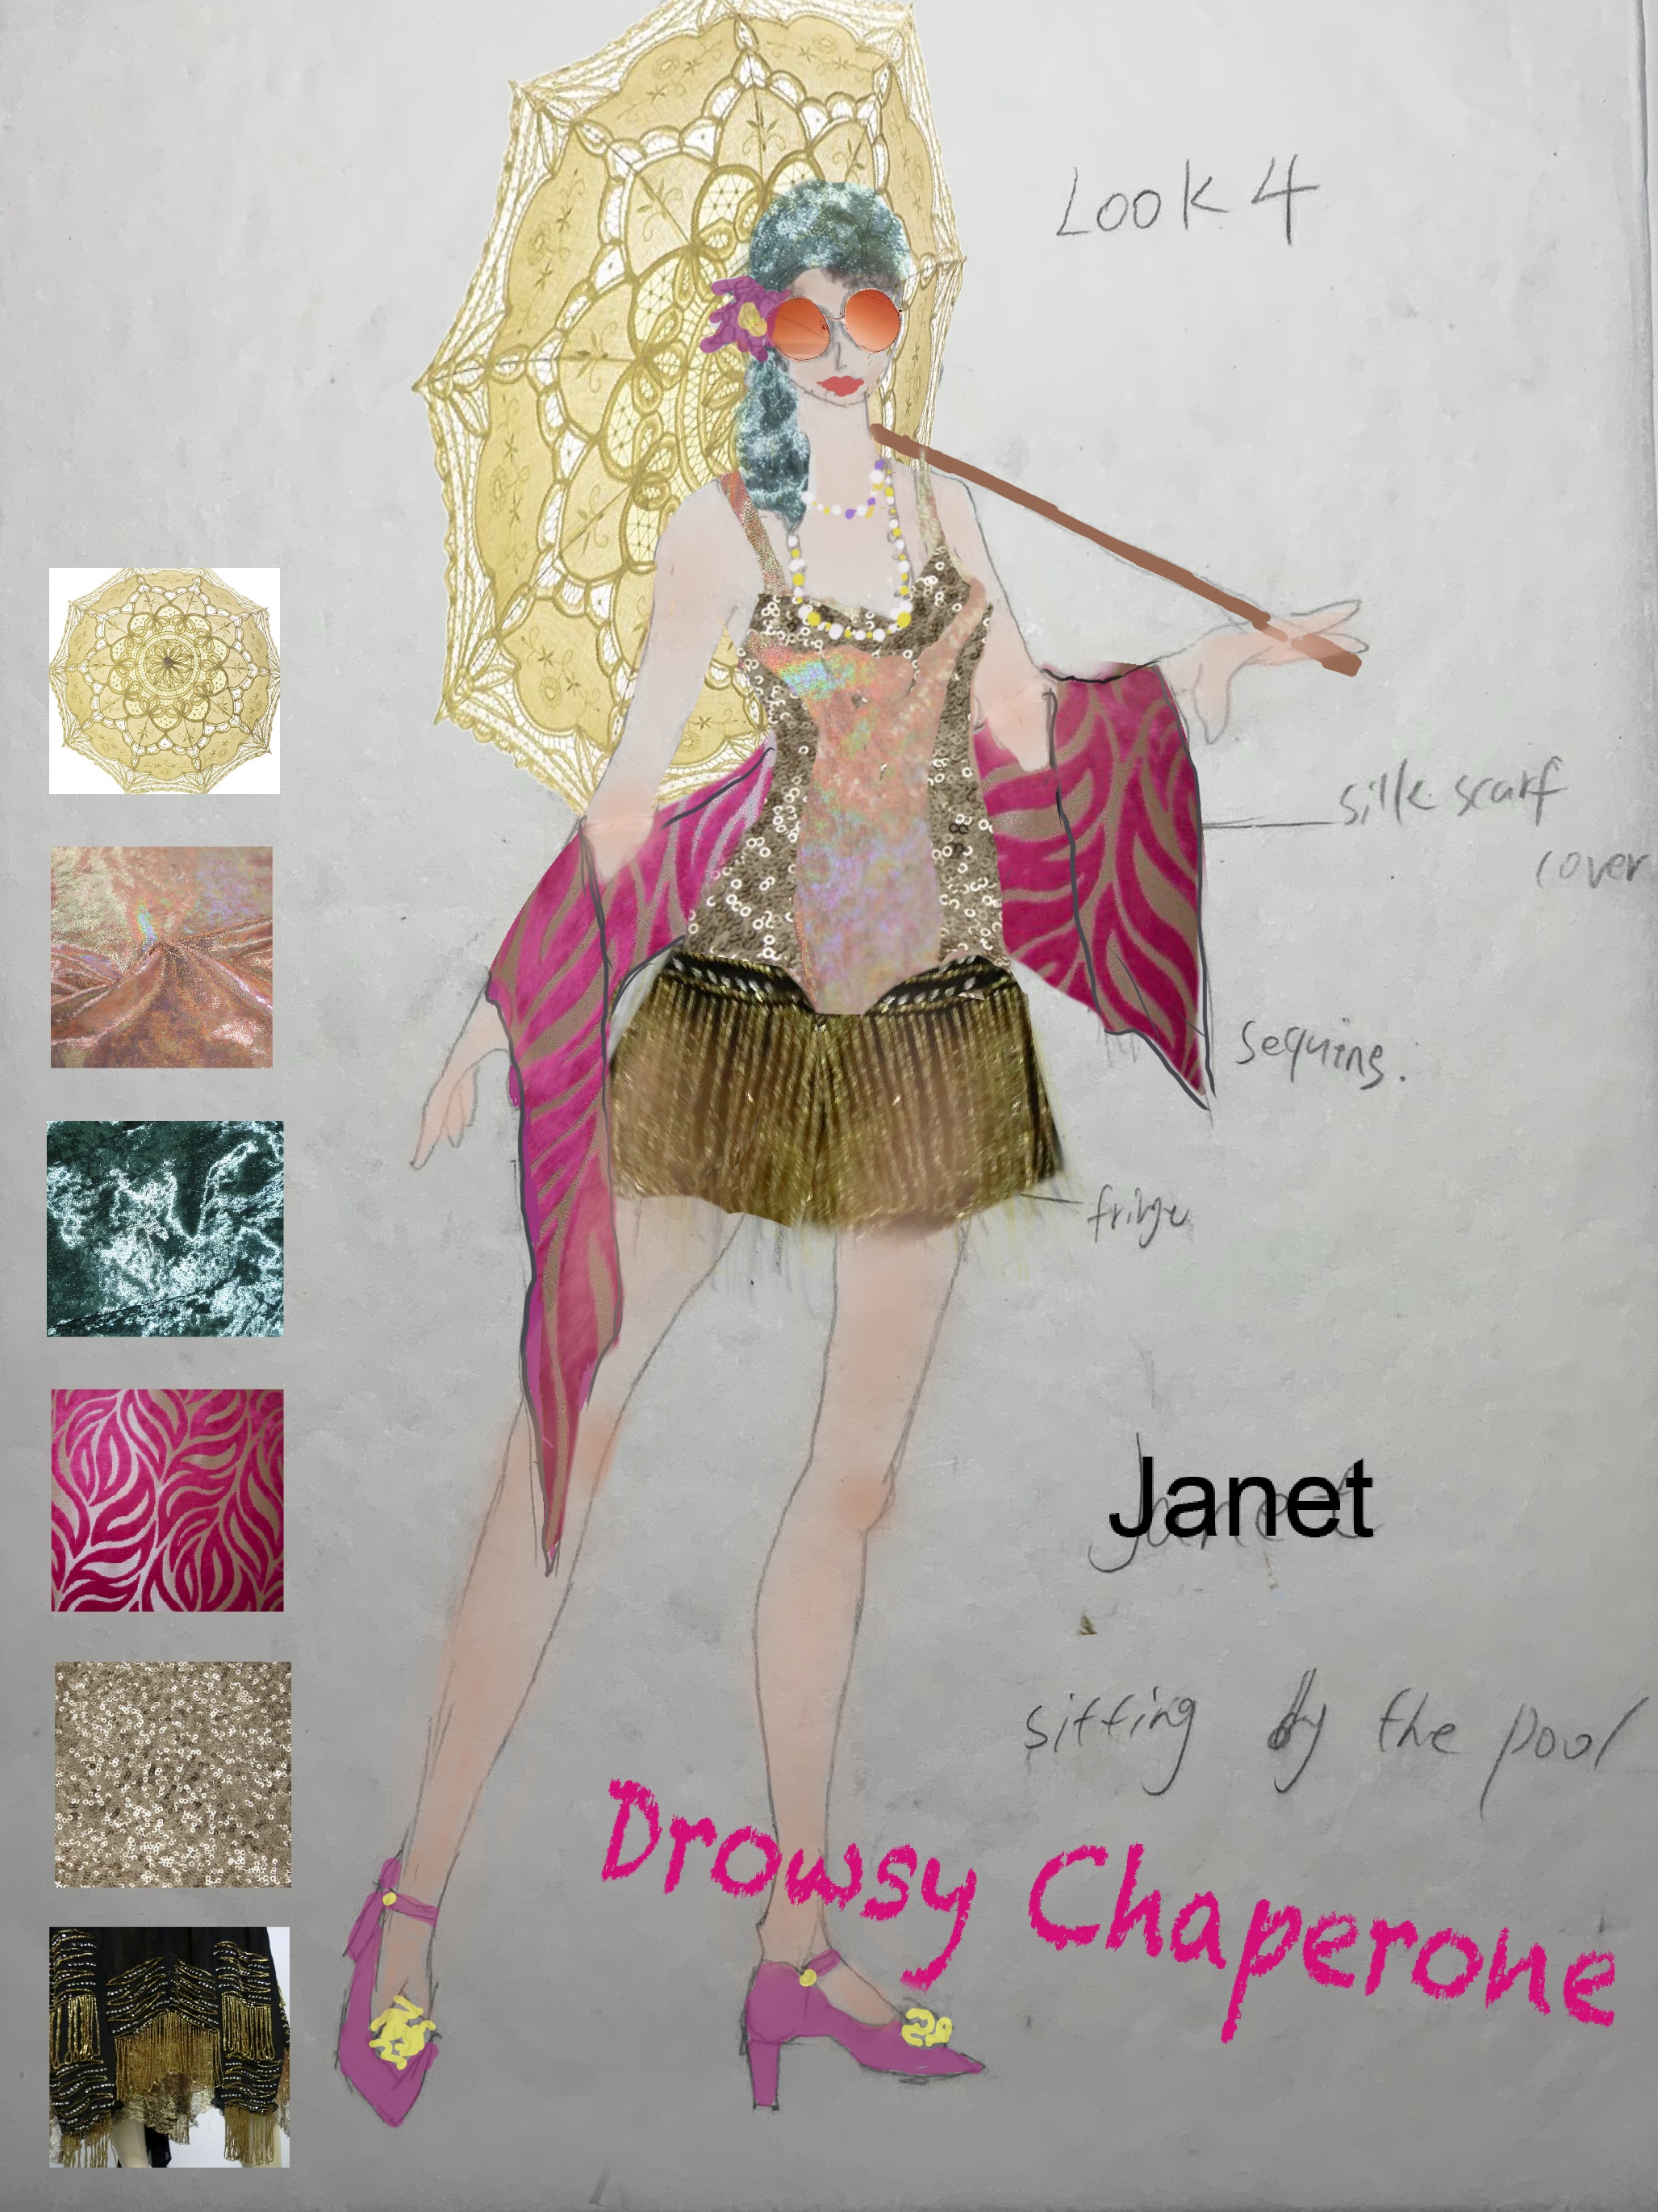 Look 4
silk scarf
cover
sequins.
fringe
Janet
sitting by the pool
Drowsy Chaperone